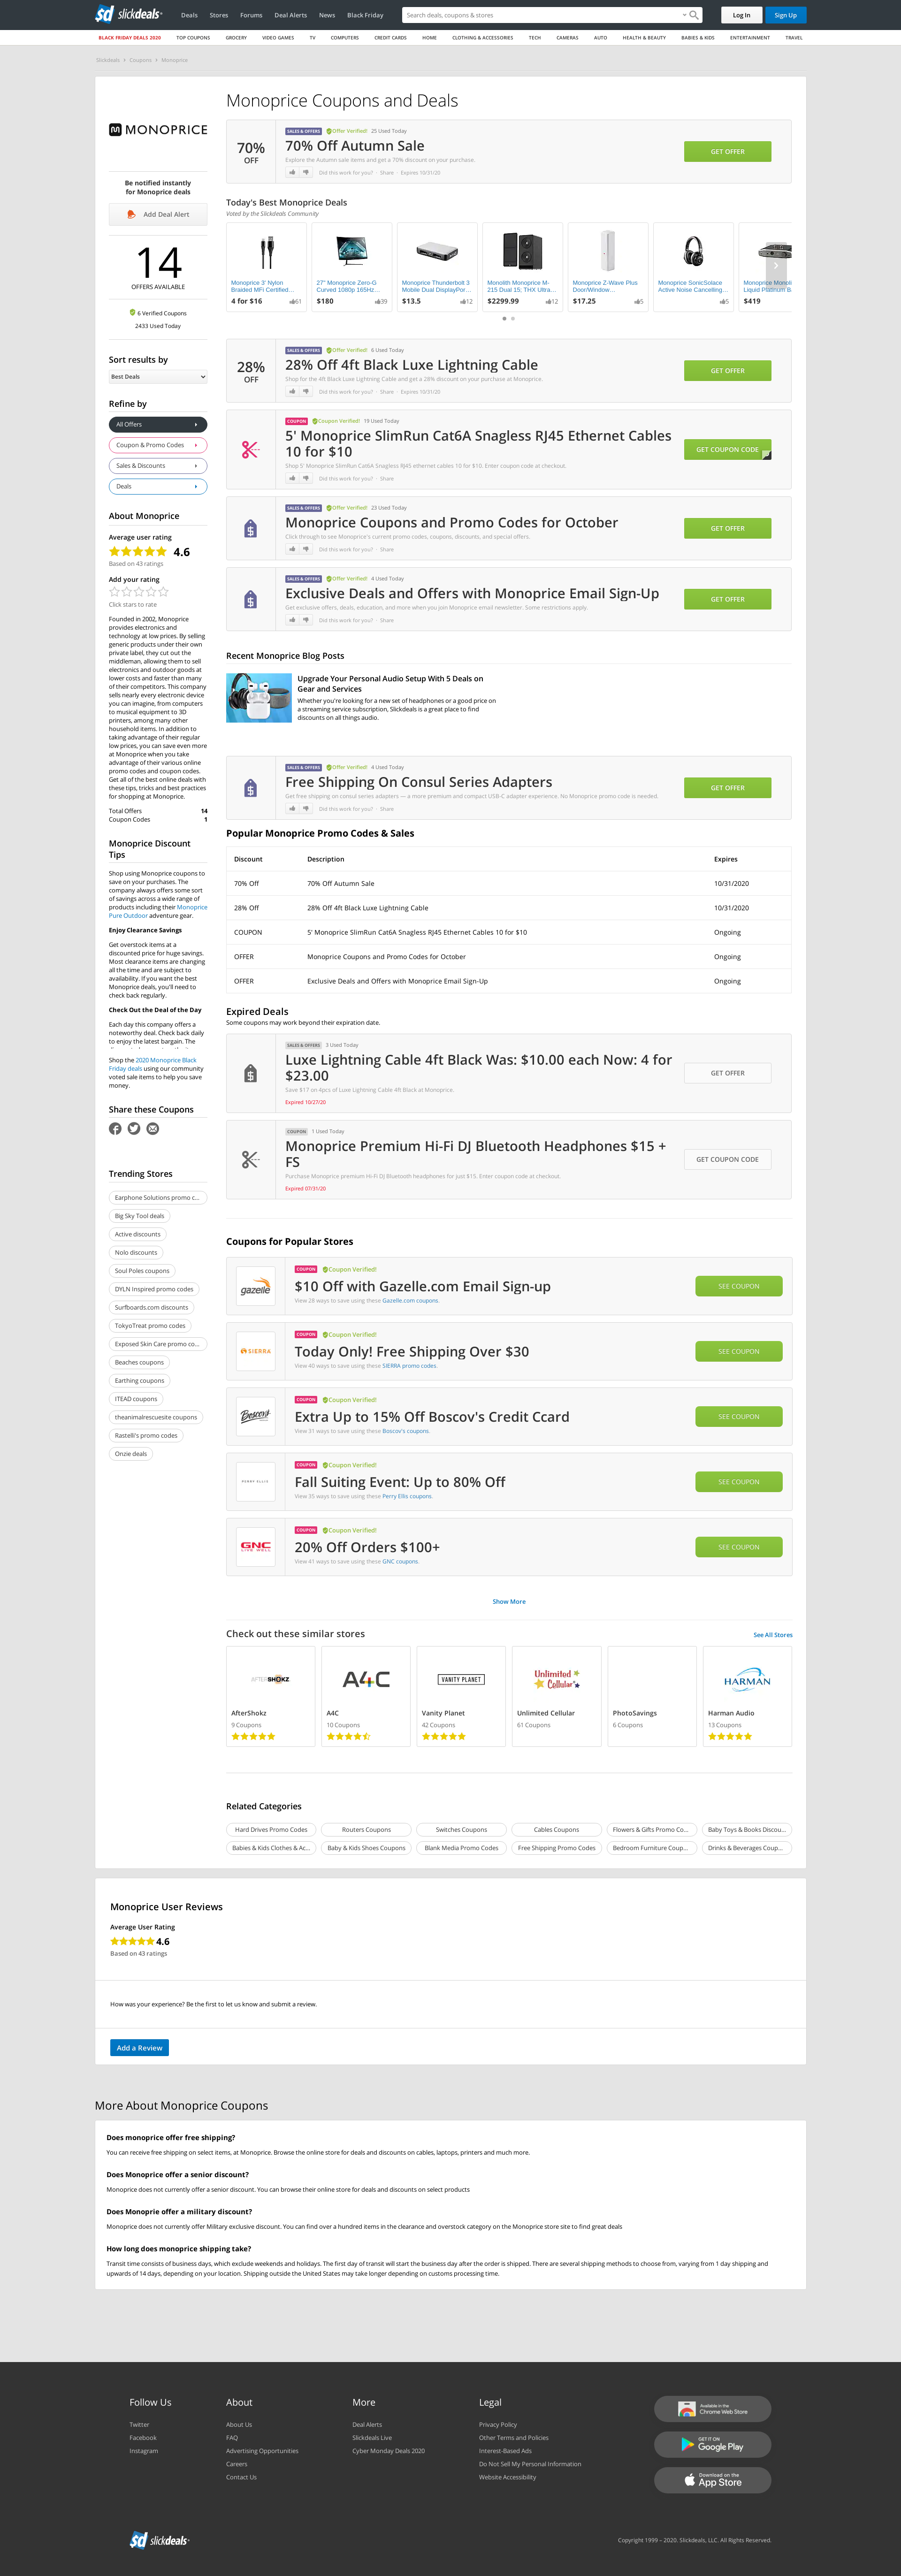 sd slickdeals
Deals Stores Forums Deal Alerts News Black Friday
Search deals, coupons & stores
Log In Sign Up
BLACK FRIDAY DEALS 2020 TOP COUPONS GROCERY VIDEO GAMES TV COMPUTERS CREDIT CARDS HOME CLOTHING & ACCESSORIES TECH CAMERAS AUTO HEALTH & BEAUTY BABIES & KIDS ENTERTAINMENT TRAVEL
Slickdeals Coupons Monoprice
MONOPRICE
Be notified instantly
for Monoprice deals
Add Deal Alert
14
OFFERS AVAILABLE
6 Verified Coupons
2433 Used Today
Sort results by
Best Deals
Refine by
All Offers
Coupon & Promo Codes
Sales & Discounts
Deals
About Monoprice
Average user rating
4.6
Based on 43 ratings
Add your rating
Click stars to rate
Founded in 2002, Monoprice
provides electronics and
technology at low prices. By selling
generic products under their own
private label, they cut out the
middleman, allowing them to sell
electronics and outdoor goods at
lower costs and faster than many
of their competitors. This company
sells nearly every electronic device
you can imagine, from computers
to musical equipment to 3D
printers, among many other
household items. In addition to
taking advantage of their regular
low prices, you can save even more
at Monoprice when you take
advantage of their various online
promo codes and coupon codes.
Get all of the best online deals with
these tips, tricks and best practices
for shopping at Monoprice.
Total Offers 14
Coupon Codes 1
Monoprice Discount
Tips
Shop using Monoprice coupons to
save on your purchases. The
company always offers some sort
of savings across a wide range of
products including their Monoprice
Pure Outdoor adventure gear.
Enjoy Clearance Savings
Get overstock items at a
discounted price for huge savings.
Most clearance items are changing
all the time and are subject to
availability. If you want the best
Monoprice deals, you'll need to
check back regularly.
Check Out the Deal of the Day
Each day this company offers a
noteworthy deal. Check back daily
to enjoy the latest bargain. The
Shop the 2020 Monoprice Black
Friday deals using our community
voted sale items to help you save
money.
Share these Coupons
Trending Stores
Earphone Solutions promo c...
Big Sky Tool deals
Active discounts
Nolo discounts
Soul Poles coupons
DYLN Inspired promo codes
Surfboards.com discounts
TokyoTreat promo codes
Exposed Skin Care promo co...
Beaches coupons
Earthing coupons
ITEAD coupons
theanimalrescuesite coupons
Rastelli's promo codes
Onzie deals
Monoprice Coupons and Deals
70%
OFF
SALES & OFFERS Offer Verified! 25 Used Today
70% Off Autumn Sale
Explore the Autumn sale items and get a 70% discount on your purchase.
Did this work for you? · Share · Expires 10/31/20
GET OFFER
Today's Best Monoprice Deals
Voted by the Slickdeals Community
Monoprice 3' Nylon
Braided MFi Certified...
4 for $16 61
27" Monoprice Zero-G
Curved 1080p 165Hz...
$180 39
Monoprice Thunderbolt 3
Mobile Dual DisplayPor...
$13.5 12
Monolith Monoprice M-
215 Dual 15; THX Ultra...
$2299.99 12
Monoprice Z-Wave Plus
Door/Window...
$17.25 5
Monoprice SonicSolace
Active Noise Cancelling...
5
Monoprice Monoli
Liquid Platinum B
$419
28%
OFF
SALES & OFFERS Offer Verified! 6 Used Today
28% Off 4ft Black Luxe Lightning Cable
Shop for the 4ft Black Luxe Lightning Cable and get a 28% discount on your purchase at Monoprice.
Did this work for you? · Share · Expires 10/31/20
GET OFFER
COUPON Coupon Verified! 19 Used Today
5' Monoprice SlimRun Cat6A Snagless RJ45 Ethernet Cables
10 for $10
Shop 5' Monoprice SlimRun Cat6A Snagless RJ45 ethernet cables 10 for $10. Enter coupon code at checkout.
Did this work for you? · Share
GET COUPON CODE
SALES & OFFERS Offer Verified! 23 Used Today
Monoprice Coupons and Promo Codes for October
Click through to see Monoprice's current promo codes, coupons, discounts, and special offers.
Did this work for you? · Share
GET OFFER
SALES & OFFERS Offer Verified! 4 Used Today
Exclusive Deals and Offers with Monoprice Email Sign-Up
Get exclusive offers, deals, education, and more when you join Monoprice email newsletter. Some restrictions apply.
Did this work for you? · Share
GET OFFER
Recent Monoprice Blog Posts
Upgrade Your Personal Audio Setup With 5 Deals on
Gear and Services
Whether you're looking for a new set of headphones or a good price on
a streaming service subscription, Slickdeals is a great place to find
discounts on all things audio.
SALES & OFFERS Offer Verified! 4 Used Today
Free Shipping On Consul Series Adapters
Get free shipping on consul series adapters — a more premium and compact USB-C adapter experience. No Monoprice promo code is needed.
Did this work for you? · Share
GET OFFER
Popular Monoprice Promo Codes & Sales
Discount Description Expires
70% Off 70% Off Autumn Sale 10/31/2020
28% Off 28% Off 4ft Black Luxe Lightning Cable 10/31/2020
COUPON 5' Monoprice SlimRun Cat6A Snagless RJ45 Ethernet Cables 10 for $10 Ongoing
OFFER Monoprice Coupons and Promo Codes for October Ongoing
OFFER Exclusive Deals and Offers with Monoprice Email Sign-Up Ongoing
Expired Deals
Some coupons may work beyond their expiration date.
SALES & OFFERS 3 Used Today
Luxe Lightning Cable 4ft Black Was: $10.00 each Now: 4 for
$23.00
Save $17 on 4pcs of Luxe Lightning Cable 4ft Black at Monoprice.
Expired 10/27/20
GET OFFER
COUPON 1 Used Today
Monoprice Premium Hi-Fi DJ Bluetooth Headphones $15 +
FS
Purchase Monoprice premium Hi-Fi DJ Bluetooth headphones for just $15. Enter coupon code at checkout.
Expired 07/31/20
GET COUPON CODE
Coupons for Popular Stores
gazelle
COUPON Coupon Verified!
$10 Off with Gazelle.com Email Sign-up
View 28 ways to save using these Gazelle.com coupons.
SEE COUPON
SIERRA
COUPON Coupon Verified!
Today Only! Free Shipping Over $30
View 40 ways to save using these SIERRA promo codes.
SEE COUPON
Boscov's
COUPON Coupon Verified!
Extra Up to 15% Off Boscov's Credit Ccard
View 31 ways to save using these Boscov's coupons.
SEE COUPON
PERRY ELLIS
COUPON Coupon Verified!
Fall Suiting Event: Up to 80% Off
View 35 ways to save using these Perry Ellis coupons.
SEE COUPON
GNC
LIVE WELL
COUPON Coupon Verified!
20% Off Orders $100+
View 61 ways to save using these GNC coupons.
SEE COUPON
Show More
Check out these similar stores
See All Stores
AFTERSHOKZ
AfterShokz
9 Coupons
A4C
A4C
10 Coupons
VANITY PLANET
Vanity Planet
42 Coupons
Unlimited
Cellular
Unlimited Cellular
61 Coupons
PhotoSavings
6 Coupons
HARMAN
Harman Audio
13 Coupons
Related Categories
Hard Drives Promo Codes Routers Coupons Switches Coupons Cables Coupons Flowers & Gifts Promo Co... Baby Toys & Books Discou...
Babies & Kids Clothes & Ac... Baby & Kids Shoes Coupons Blank Media Promo Codes Free Shipping Promo Codes Bedroom Furniture Coup... Drinks & Beverages Coup...
Monoprice User Reviews
Average User Rating
4.6
Based on 43 ratings
How was your experience? Be the first to let us know and submit a review.
Add a Review
More About Monoprice Coupons
Does monoprice offer free shipping?
You can receive free shipping on select items, at Monoprice. Browse the online store for deals and discounts on cables, laptops, printers and much more.
Does Monoprice offer a senior discount?
Monoprice does not currently offer a senior discount. You can browse their online store for deals and discounts on select products
Does Monoprie offer a military discount?
Monoprice does not currently offer Military exclusive discount. You can find over a hundred items in the clearance and overstock category on the Monoprice store site to find great deals
How long does monoprice shipping take?
Transit time consists of business days, which exclude weekends and holidays. The first day of transit will start the business day after the order is shipped. There are several shipping methods to choose from, varying from 1 day shipping and
upwards of 14 days, depending on your location. Shipping outside the United States may take longer depending on customs processing time.
Follow Us
Twitter
Facebook
Instagram
About
About Us
FAQ
Advertising Opportunities
Careers
Contact Us
More
Deal Alerts
Slickdeals Live
Cyber Monday Deals 2020
Legal
Privacy Policy
Other Terms and Policies
Interest-Based Ads
Do Not Sell My Personal Information
Website Accessibility
Available in the
Chrome Web Store
GET IT ON
Google Play
Download on the
App Store
sd slickdeals
Copyright 1999 – 2020. Slickdeals, LLC. All Rights Reserved.